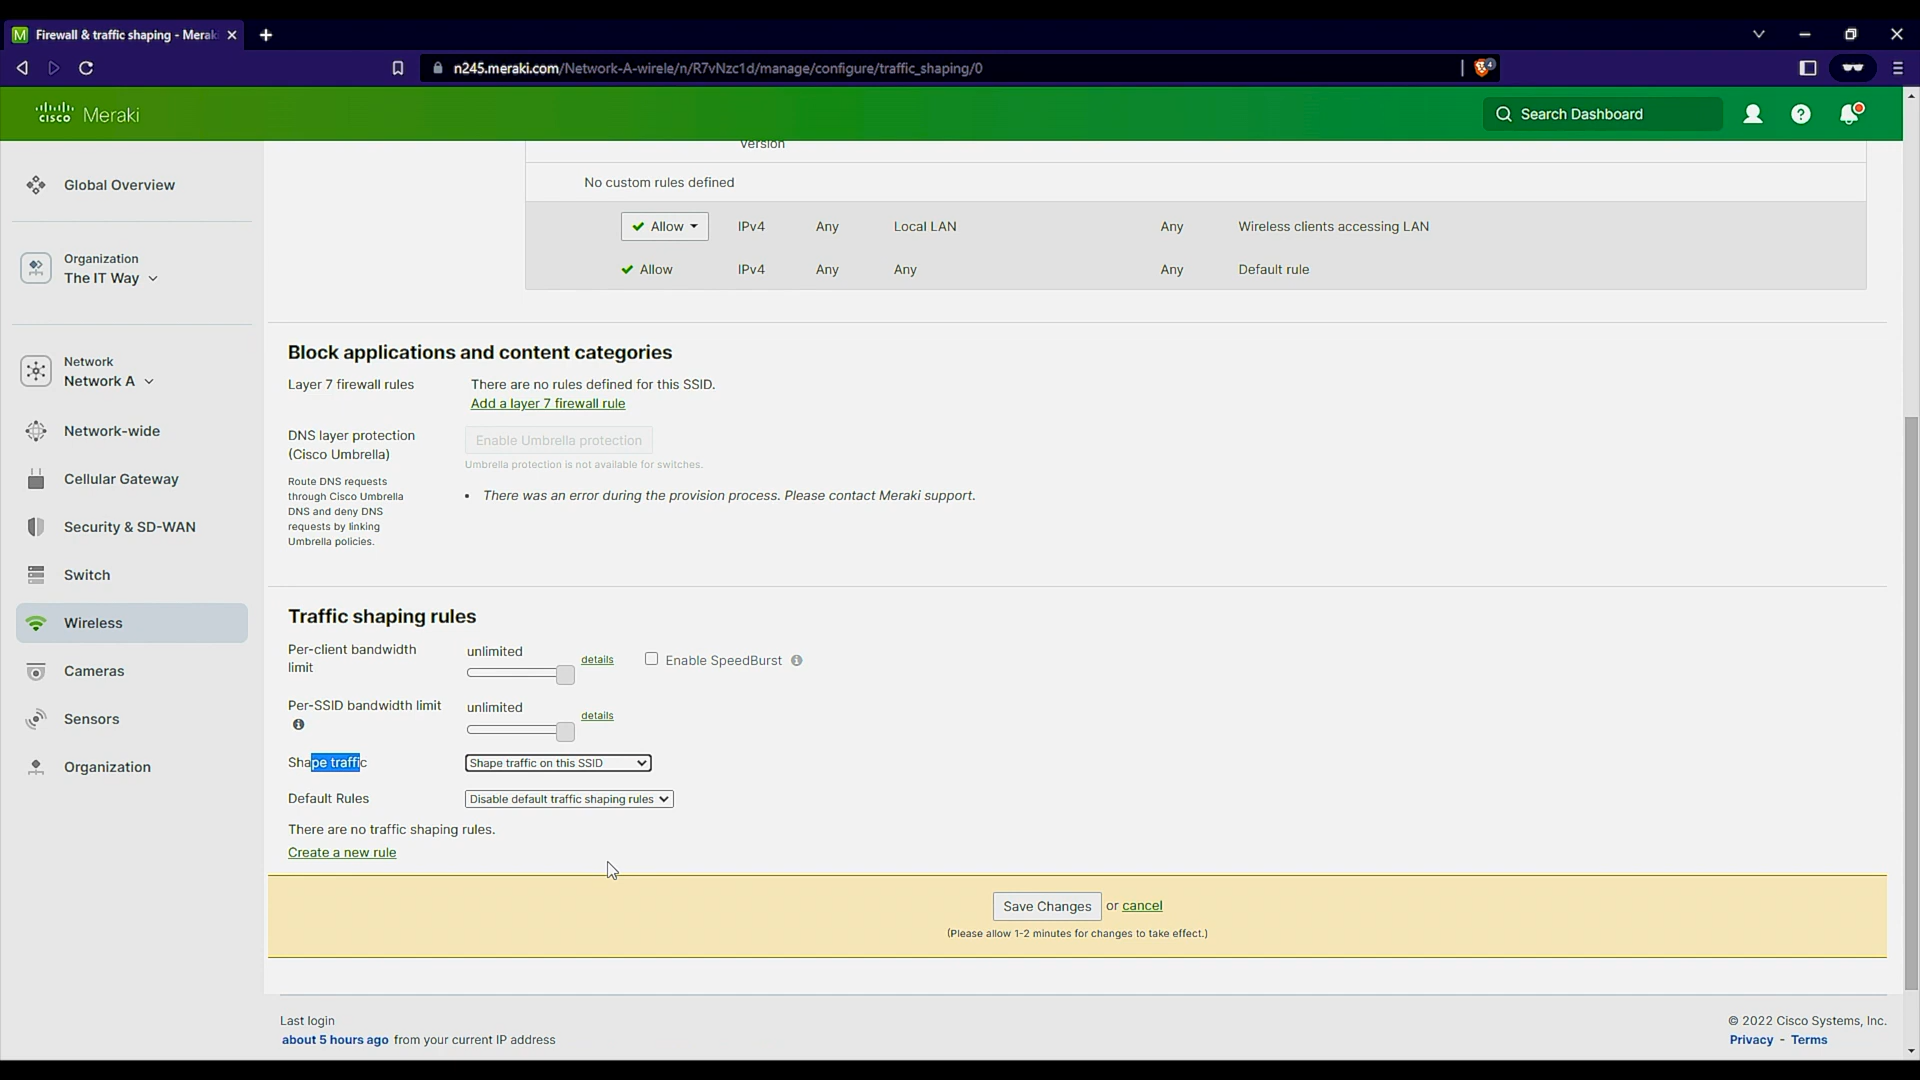 Firewall & traffic shaping - Merak
n245.meraki.com/Network-A-wirele/n/R7vNzc1d/manage/configure/traffic_shaping/0
4
cisco Meraki
Search Dashboard
Global Overview
Organization
The IT Way
Network
Network A
Network-wide
Cellular Gateway
Security & SD-WAN
Switch
Wireless
Cameras
Sensors
Organization
Version
No custom rules defined
Allow IPv4 Any Local LAN Any Wireless clients accessing LAN
Allow IPv4 Any Any Any Default rule
Block applications and content categories
Layer 7 firewall rules
There are no rules defined for this SSID.
Add a layer 7 firewall rule
DNS layer protection
(Cisco Umbrella)
Enable Umbrella protection
Umbrella protection is not available for switches.
Route DNS requests
through Cisco Umbrella
DNS and deny DNS
requests by linking
Umbrella policies.
There was an error during the provision process. Please contact Meraki support.
Traffic shaping rules
Per-client bandwidth
limit
unlimited
details
Enable SpeedBurst
Per-SSID bandwidth limit
unlimited
details
Shape traffic
Shape traffic on this SSID
Default Rules
Disable default traffic shaping rules
There are no traffic shaping rules.
Create a new rule
Save Changes or cancel
(Please allow 1-2 minutes for changes to take effect.)
Last login
about 5 hours ago from your current IP address
© 2022 Cisco Systems, Inc.
Privacy - Terms